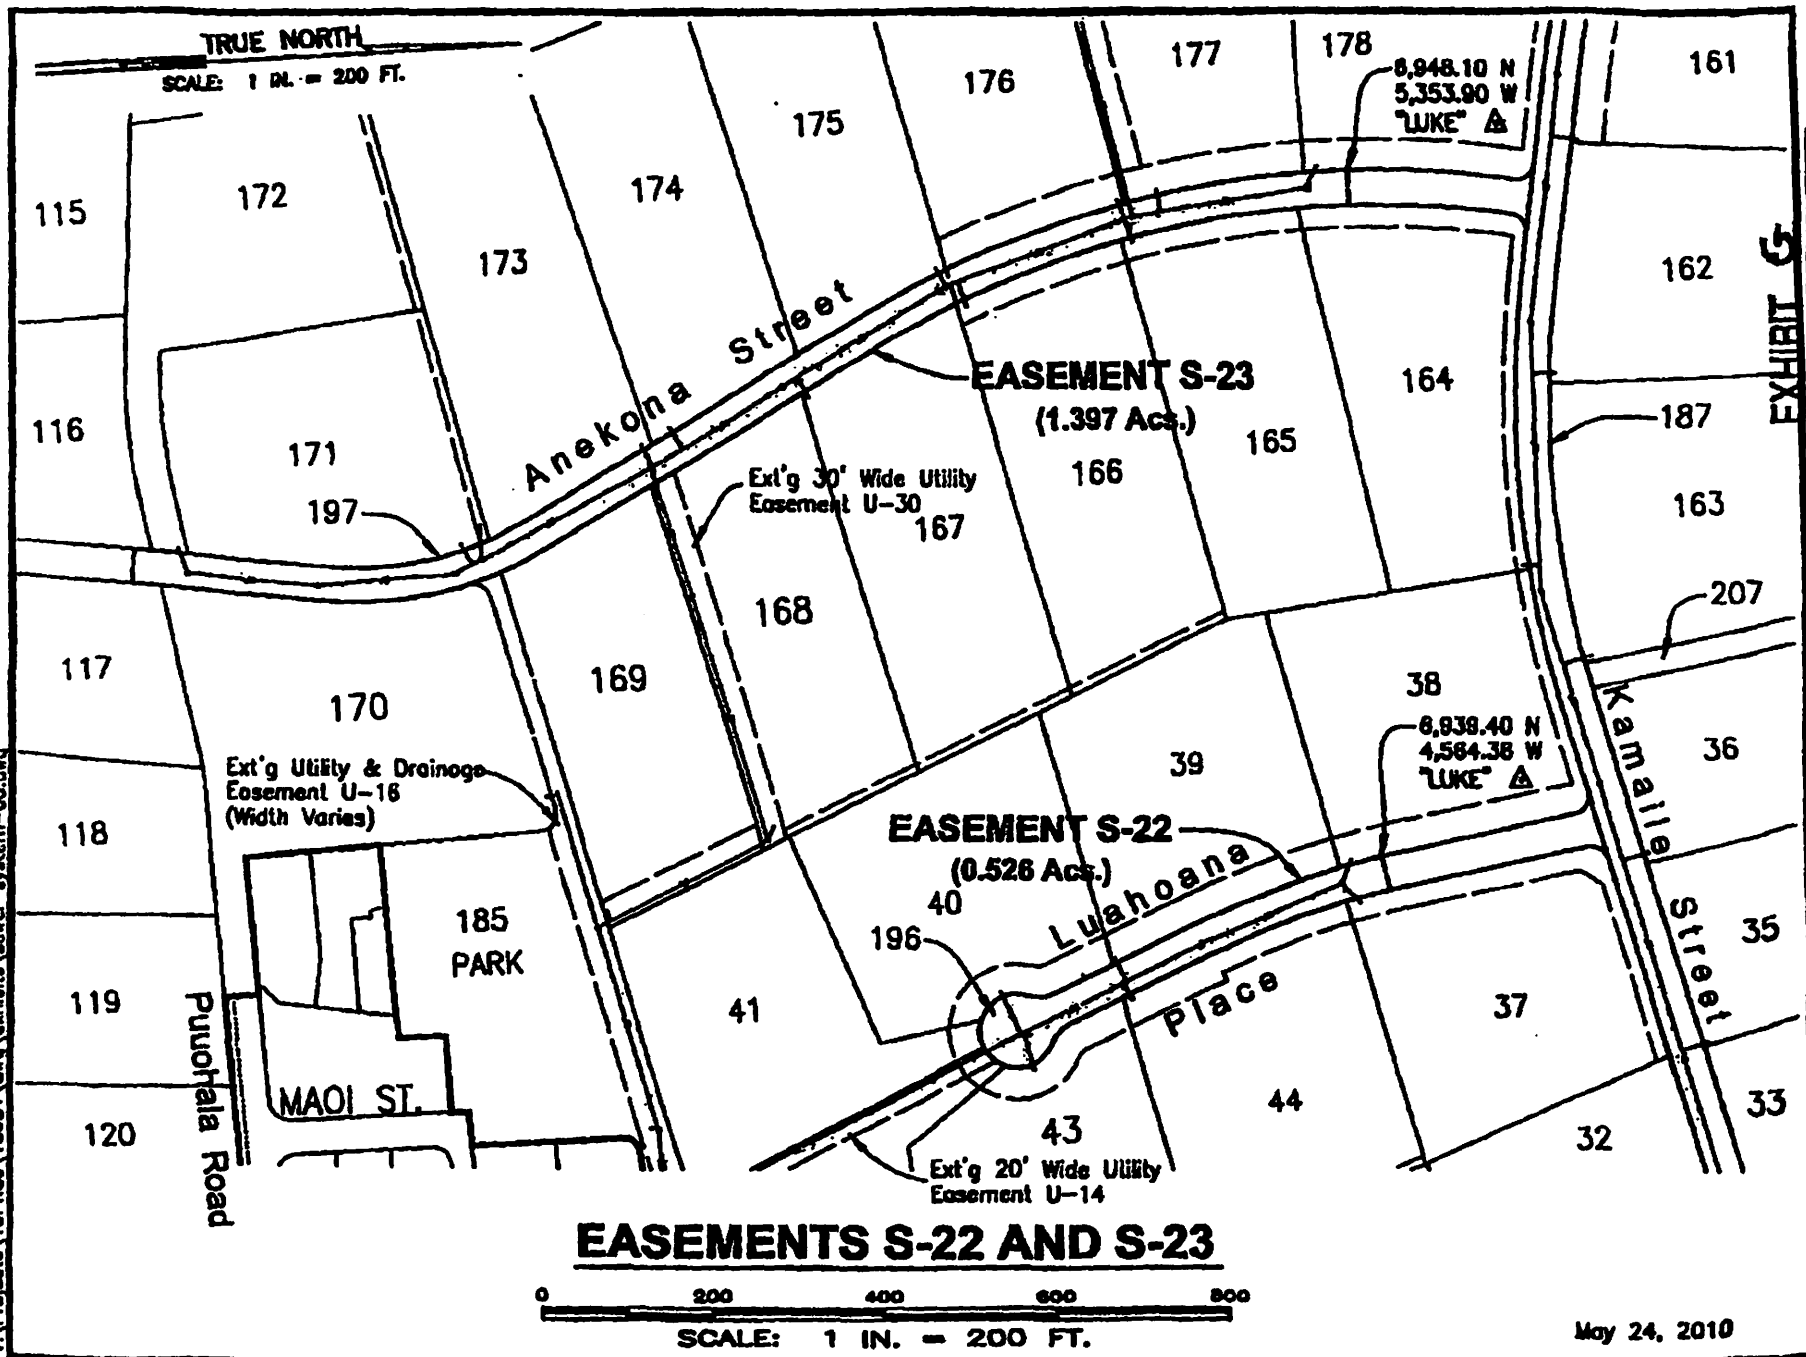 TRUE NORTH
SCALE: 1 IN. = 200 FT.
177
178
161
176
6,948.10 N
5,353.90 W
"LUKE"
175
174
172
115
173
162
EXHIBIT G
Anekona Street
EASEMENT S-23
(1.397 Acs.)
164
187
116
171
165
166
Ext'g 30' Wide Utility
Easement U-30
197
167
163
207
168
117
169
170
38
6,939.40 N
4,564.36 W
"LUKE"
39
36
Kamaile Street
Ext'g Utility & Drainage
Easement U-16
(Width Varies)
118
EASEMENT S-22
(0.526 Acs.)
40
Luahoana Place
185
PARK
196
35
119
41
37
Puuohala Road
MAOI ST.
44
33
120
43
32
Ext'g 20' Wide Utility
Easement U-14
EASEMENTS S-22 AND S-23
0 200 400 600 800
SCALE: 1 IN. = 200 FT.
May 24, 2010